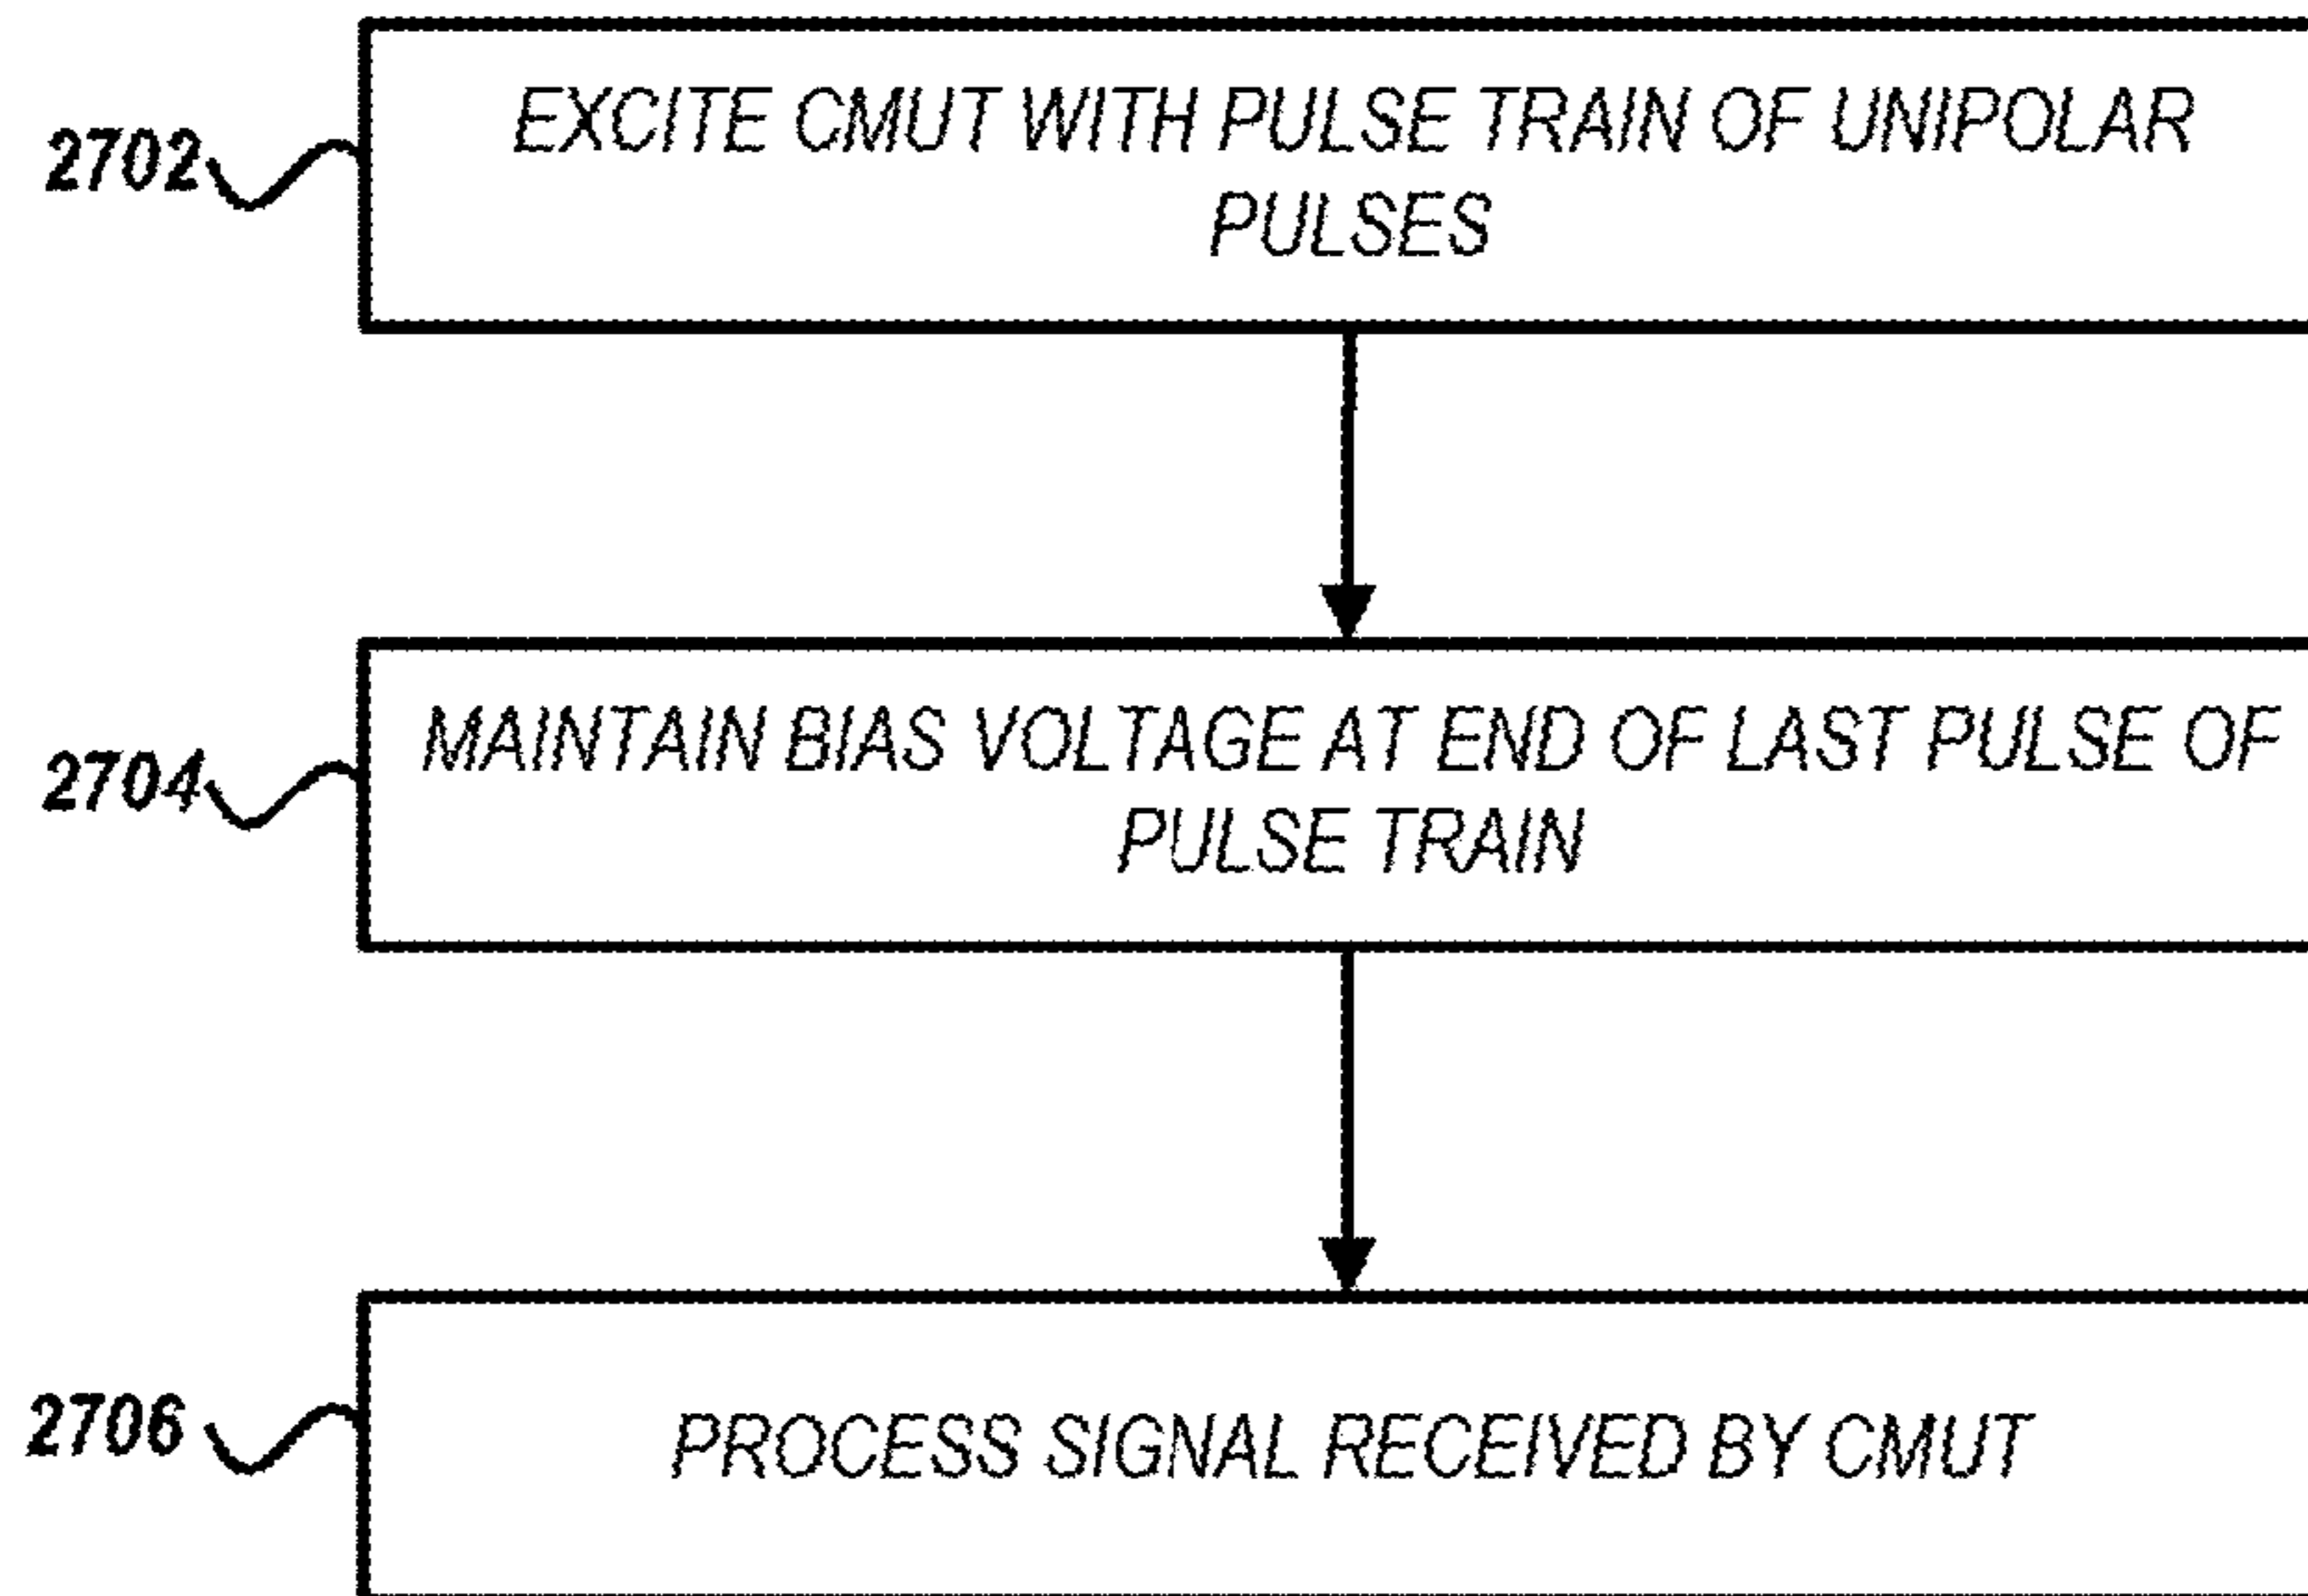 2702
EXCITE CMUT WITH PULSE TRAIN OF UNIPOLAR
PULSES
2704
MAINTAIN BIAS VOLTAGE AT END OF LAST PULSE OF
PULSE TRAIN
2706
PROCESS SIGNAL RECEIVED BY CMUT